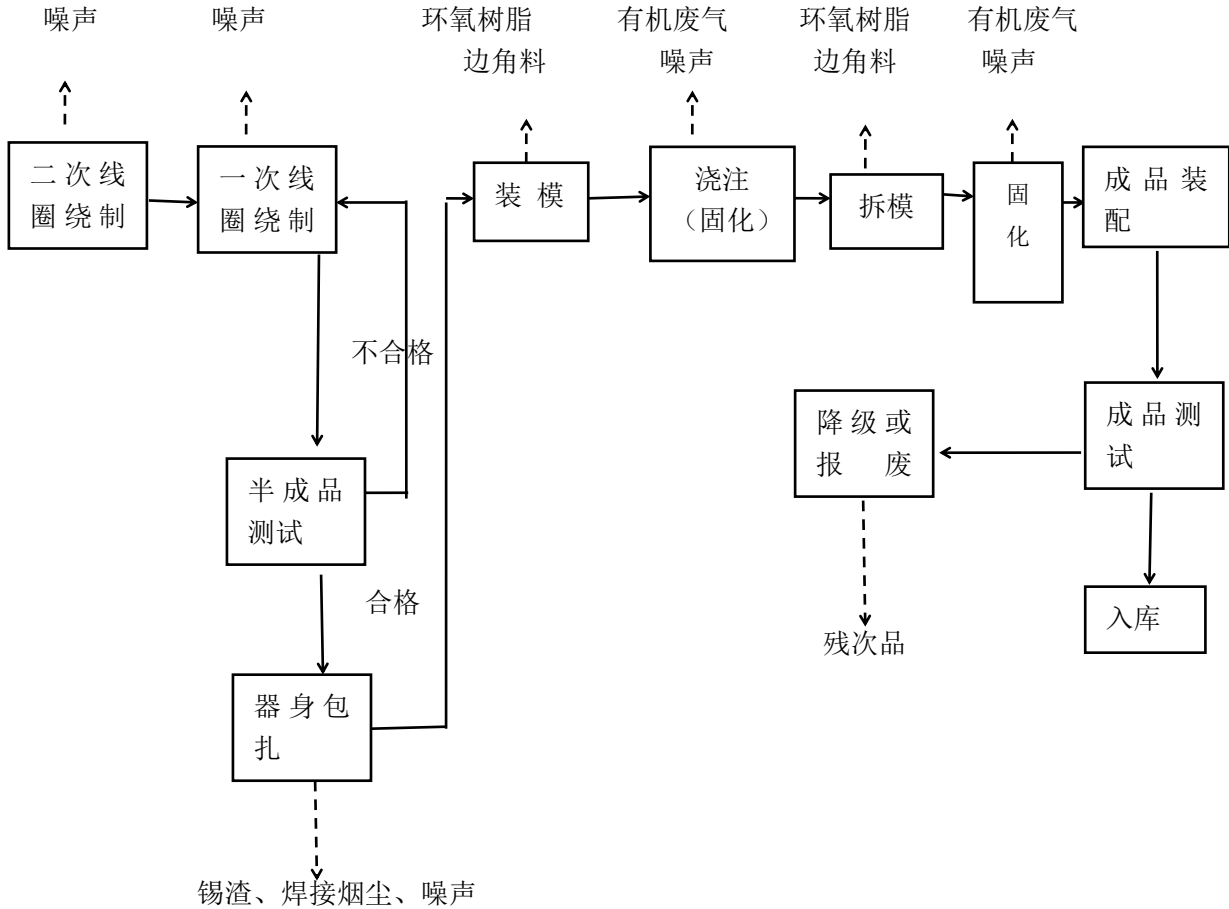 噪声
噪声
环氧树脂
边角料
有机废气
噪声
环氧树脂
边角料
有机废气
噪声
二次线
圈绕制
一次线
圈绕制
装模
浇注
（固化）
拆模
固
化
成品装
配
不合格
半成品
测试
合格
器身包
扎
锡渣、焊接烟尘、噪声
成品测
试
降级或
报废
残次品
入库